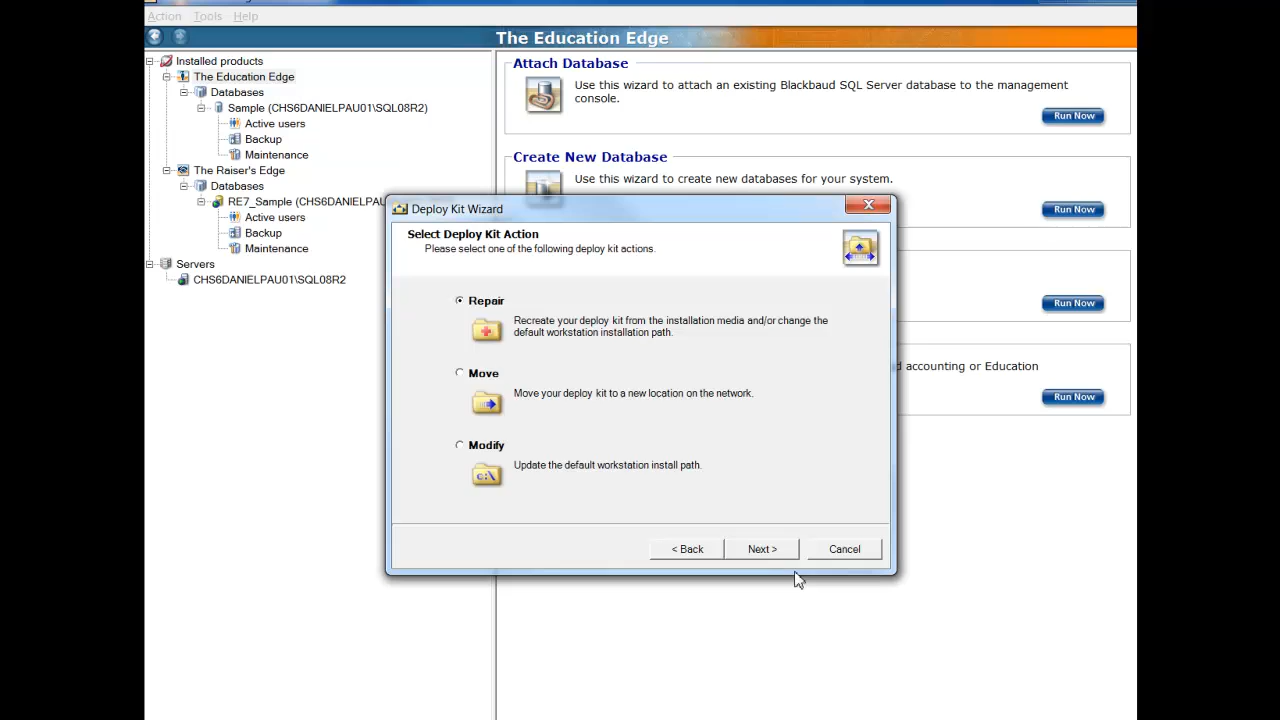 Action Tools Help
The Education Edge
Installed products
The Education Edge
Databases
Sample (CHS6DANIELPAU01\SQL08R2)
Active users
Backup
Maintenance
The Raiser's Edge
Databases
RE7_Sample (CHS6DANIELPAU
Active users
Backup
Maintenance
Servers
CHS6DANIELPAU01\SQL08R2
Attach Database
Use this wizard to attach an existing Blackbaud SQL Server database to the management
console.
Run Now
Create New Database
Use this wizard to create new databases for your system.
Run Now
Run Now
d accounting or Education
Run Now
Deploy Kit Wizard
Select Deploy Kit Action
Please select one of the following deploy kit actions.
Repair
Recreate your deploy kit from the installation media and/or change the
default workstation installation path.
Move
Move your deploy kit to a new location on the network.
Modify
c:\
Update the default workstation install path.
< Back Next > Cancel